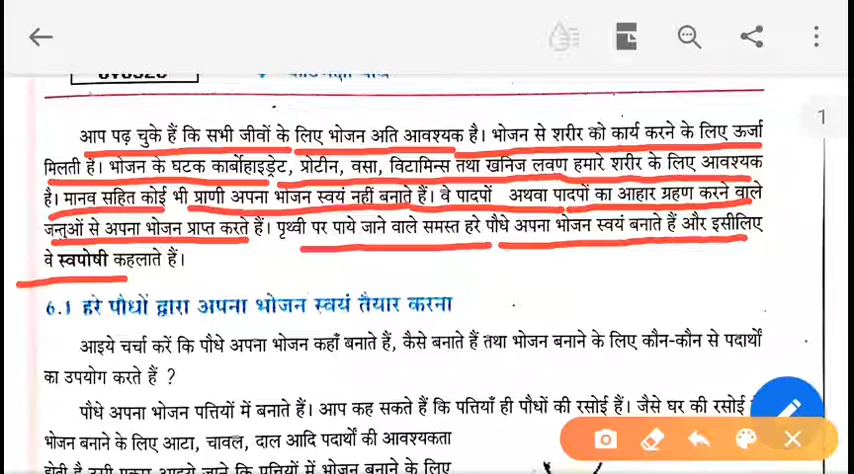 1
आप पढ़ चुके हैं कि सभी जीवों के लिए भोजन अति आवश्यक है। भोजन से शरीर को कार्य करने के लिए ऊर्जा
मिलती है। भोजन के घटक कार्बोहाइड्रेट, प्रोटीन, वसा, विटामिन्स तथा खनिज लवण हमारे शरीर के लिए आवश्यक
है। मानव सहित कोई भी प्राणी अपना भोजन स्वयं नहीं बनाते हैं। वे पादपों अथवा पादपों का आहार ग्रहण करने वाले
जन्तुओं से अपना भोजन प्राप्त करते हैं। पृथ्वी पर पाये जाने वाले समस्त हरे पौधे अपना भोजन स्वयं बनाते हैं और इसीलिए
वे स्वपोषी कहलाते हैं।
6.1 हरे पौधों द्वारा अपना भोजन स्वयं तैयार करना
आइये चर्चा करें कि पौधे अपना भोजन कहाँ बनाते हैं, कैसे बनाते हैं तथा भोजन बनाने के लिए कौन-कौन से पदार्थों
का उपयोग करते हैं ?
पौधे अपना भोजन पत्तियों में बनाते हैं। आप कह सकते हैं कि पत्तियाँ ही पौधों की रसोई हैं। जैसे घर की रसोई
भोजन बनाने के लिए आटा, चावल, दाल आदि पदार्थों की आवश्यकता